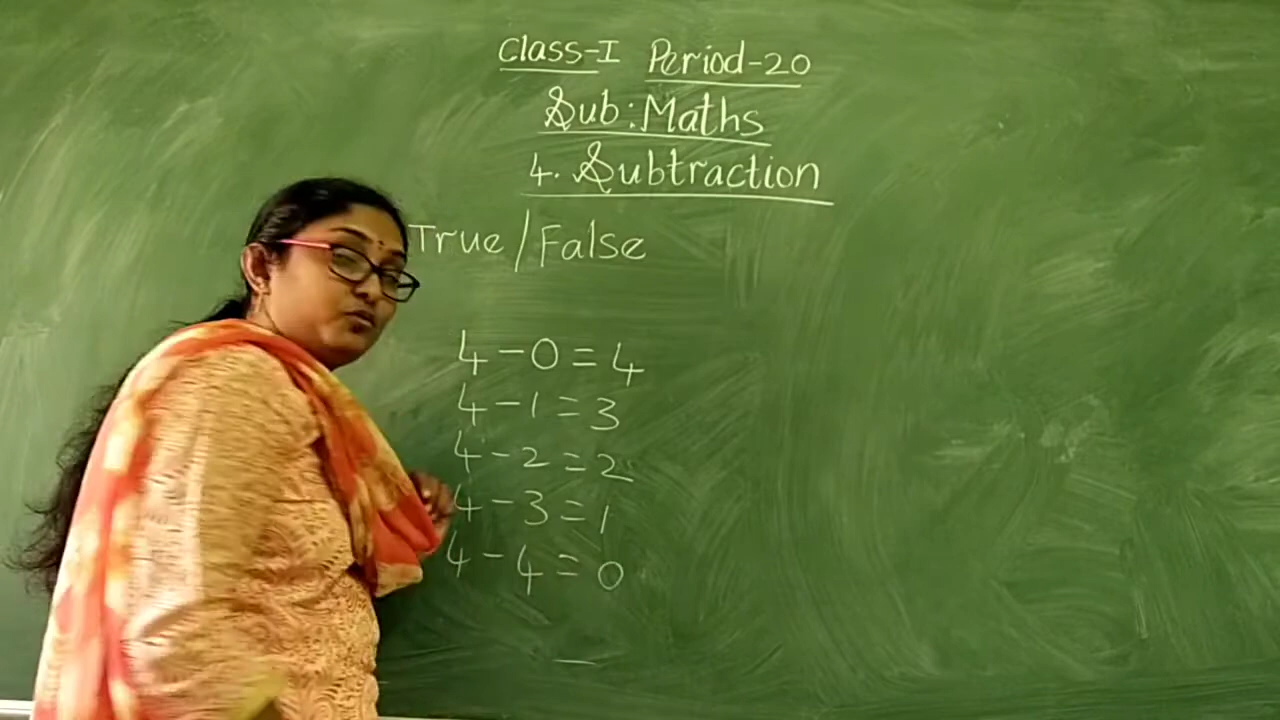 Class-I Period-20
Sub: Maths
4. Subtraction
True/False
4-0=4
4-1=3
4-2=2
4-3=1
4-4=0